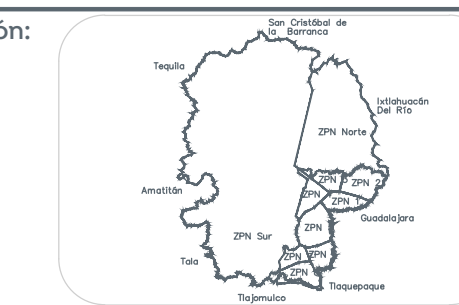 ón:
San Cristóbal de
la Barranca
Tequila
Ixtlahuacán
Del Río
ZPN Norte
ZPN 3
ZPN 2
Amatitán
ZPN
ZPN 1
Guadalajara
ZPN
ZPN Sur
ZPN
ZPN
Tala
ZPN
Tlaquepaque
Tlajomulco